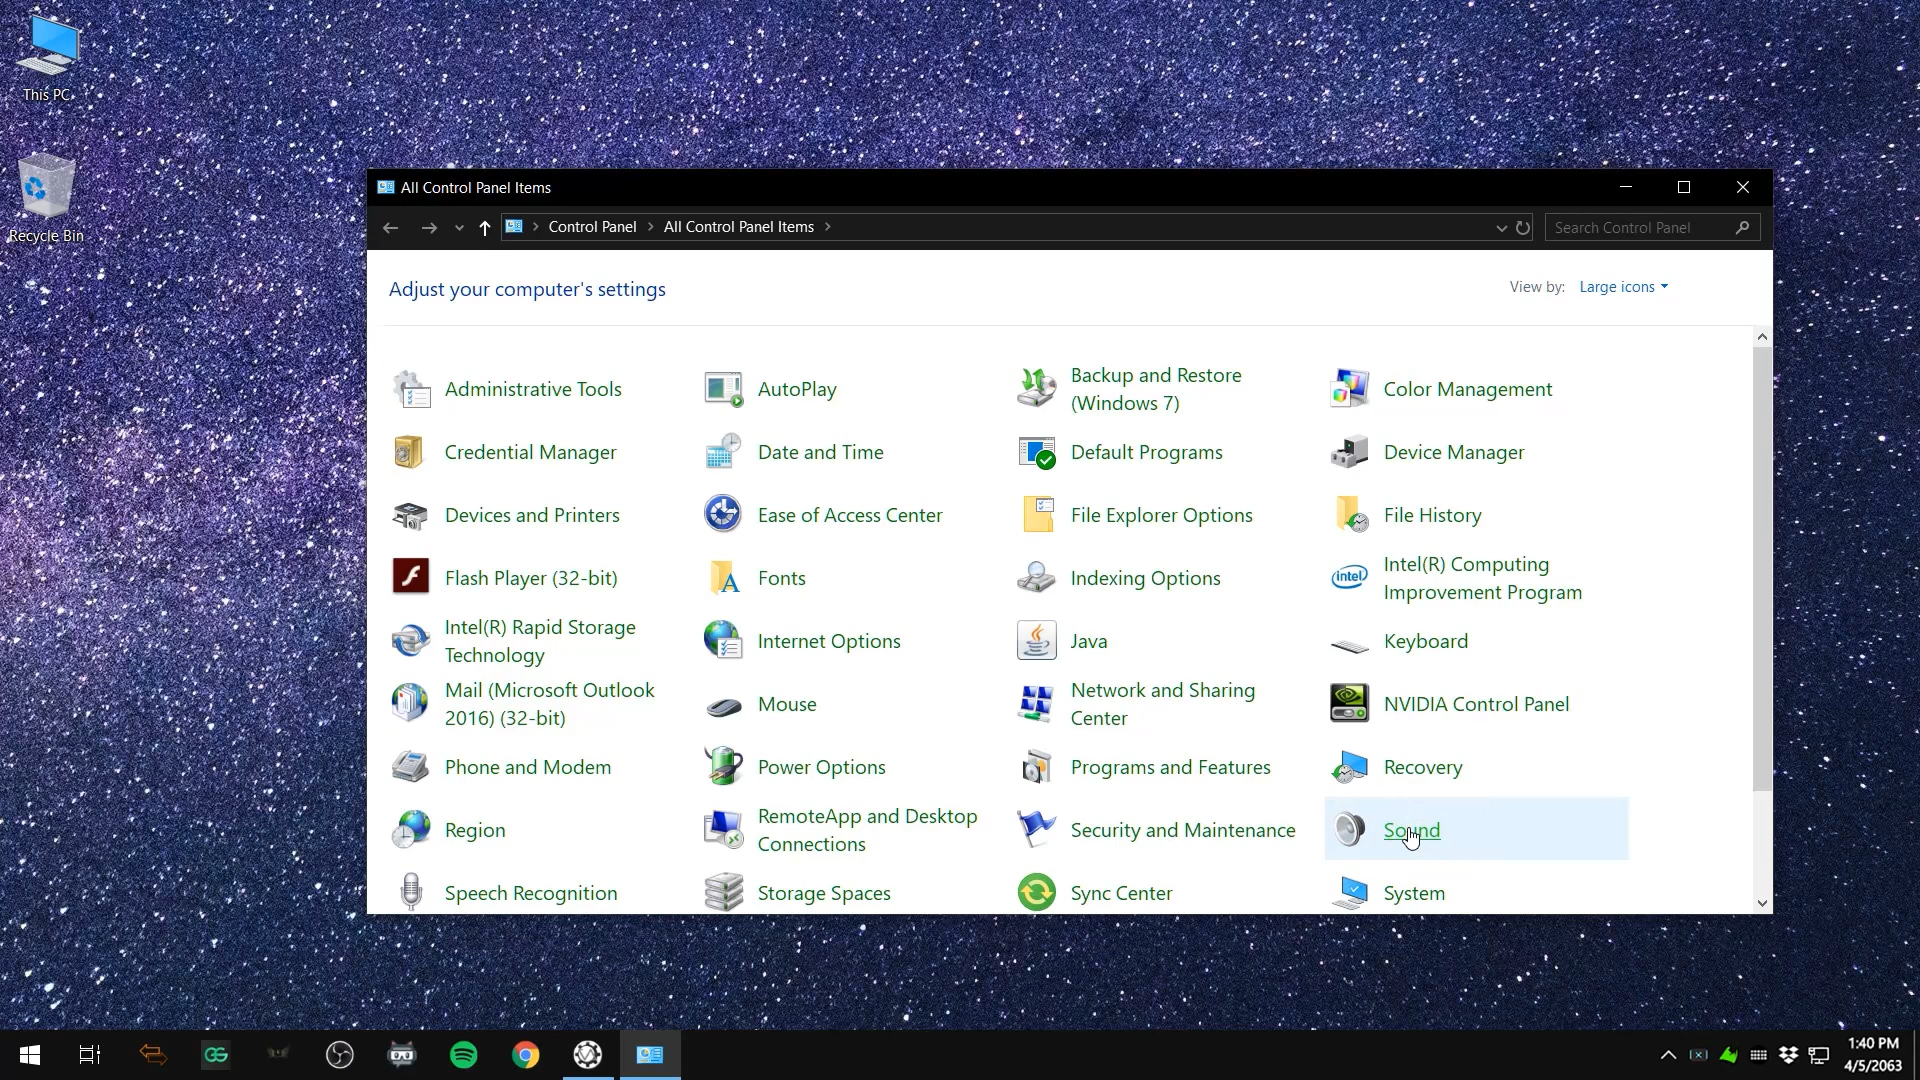 This PC
Recycle Bin
All Control Panel Items
Control Panel
All Control Panel Items
Search Control Panel
Adjust your computer's settings
View by:
Large icons
Administrative Tools
AutoPlay
Backup and Restore
(Windows 7)
Color Management
Credential Manager
Date and Time
Default Programs
Device Manager
Devices and Printers
Ease of Access Center
File Explorer Options
File History
Flash Player (32-bit)
Fonts
Indexing Options
intel
Intel(R) Computing
Improvement Program
Intel(R) Rapid Storage
Technology
Internet Options
Java
Keyboard
Mail (Microsoft Outlook
2016) (32-bit)
Mouse
Network and Sharing
Center
NVIDIA Control Panel
Phone and Modem
Power Options
Programs and Features
Recovery
Region
RemoteApp and Desktop
Connections
Security and Maintenance
Sound
Speech Recognition
Storage Spaces
Sync Center
System
GS
1:40 PM
4/5/2063